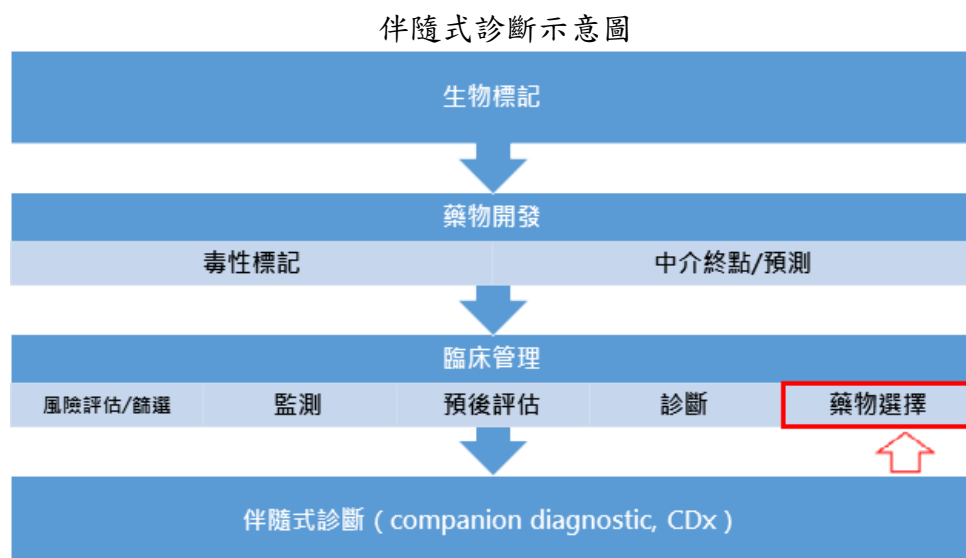 伴隨式診斷示意圖
生物標記
藥物開發
毒性標記 中介終點/預測
臨床管理
風險評估/篩選 監測 預後評估 診斷 藥物選擇
伴隨式診斷 ( companion diagnostic, CDx )